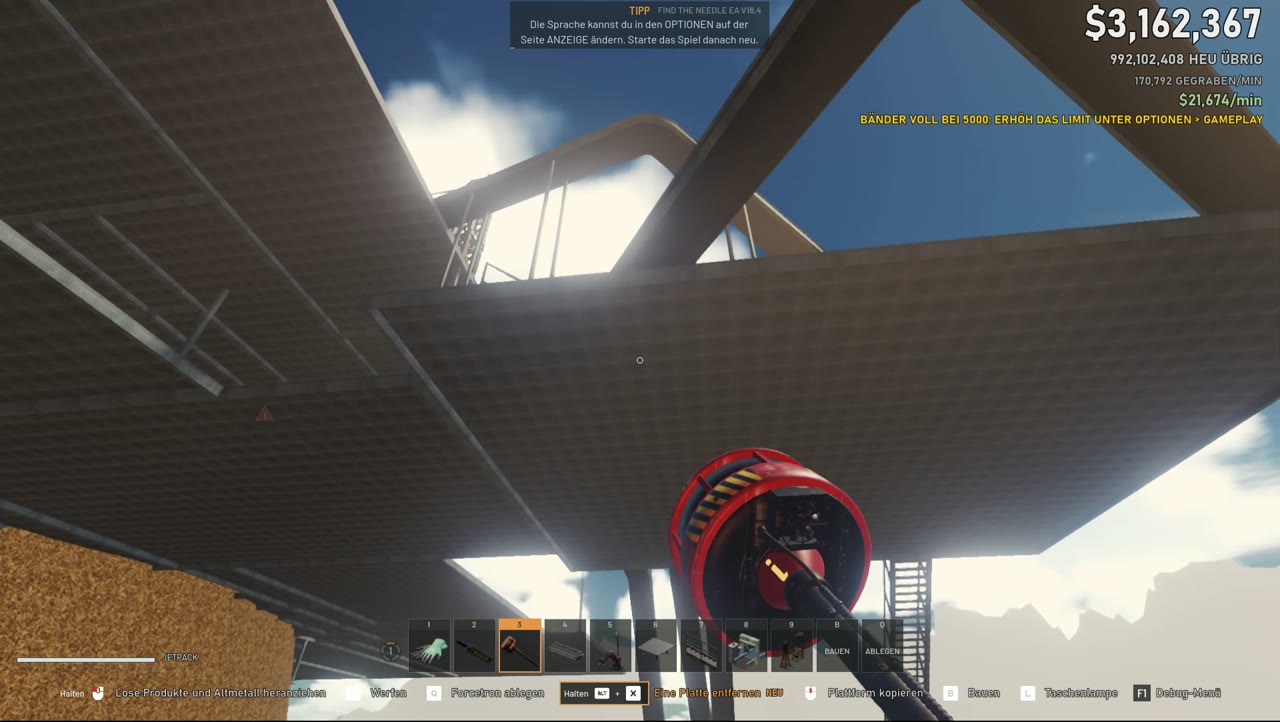 TIPP FIND THE NEEDLE EA V16.4
Die Sprache kannst du in den OPTIONEN auf der
Seite ANZEIGE ändern. Starte das Spiel danach neu.
$3,162,367
992,102,408 HEU ÜBRIG
170,792 GEGRABEN/MIN
$21,674/min
BÄNDER VOLL BEI 5000: ERHÖH DAS LIMIT UNTER OPTIONEN > GAMEPLAY
1 2 3 4 5 6 7 8 9 B Q
1
BAUEN ABLEGEN
JETPACK
Halten Lose Produkte und Altmetall heranziehen Werfen Q Forcetron ablegen Halten ALT + X Eine Platte entfernen NEU Plattform kopieren B Bauen L Taschenlampe F1 Debug-Menü